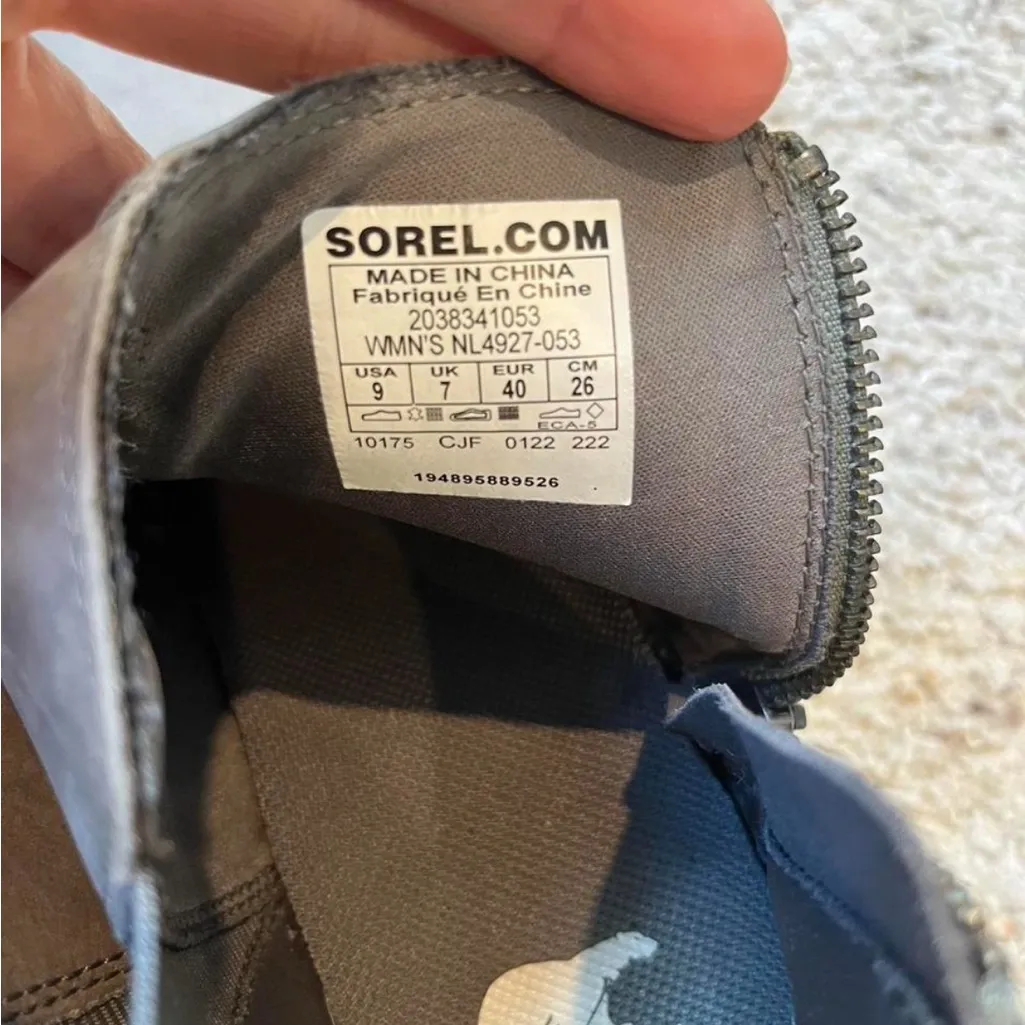 SOREL.COM
MADE IN CHINA
Fabriqué En Chine
2038341053
WMN'S NL4927-053
USA UK EUR CM
9 7 40 26
ECA-5
10175 CJF 0122 222
194895889526